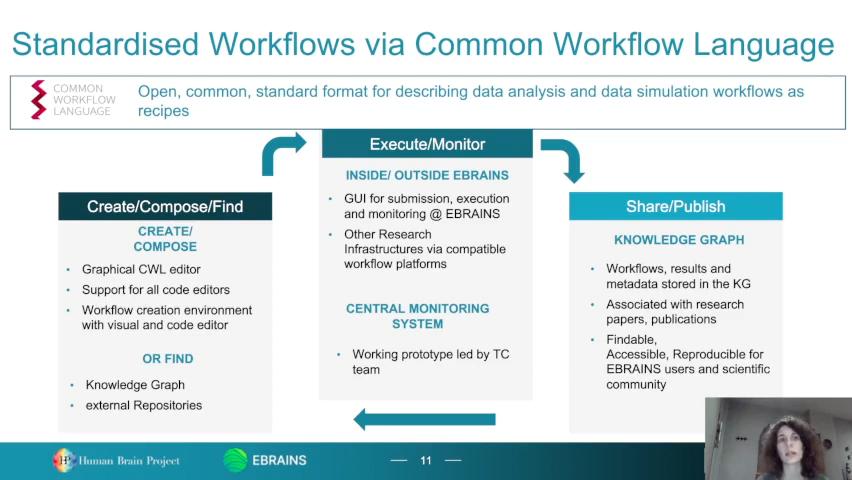 Standardised Workflows via Common Workflow Language
COMMON
WORKFLOW
LANGUAGE
Open, common, standard format for describing data analysis and data simulation workflows as
recipes
Create/Compose/Find
CREATE/
COMPOSE
• Graphical CWL editor
• Support for all code editors
• Workflow creation environment
with visual and code editor
OR FIND
• Knowledge Graph
• external Repositories
Execute/Monitor
INSIDE/ OUTSIDE EBRAINS
• GUI for submission, execution
and monitoring @ EBRAINS
• Other Research
Infrastructures via compatible
workflow platforms
CENTRAL MONITORING
SYSTEM
• Working prototype led by TC
team
Share/Publish
KNOWLEDGE GRAPH
• Workflows, results and
metadata stored in the KG
• Associated with research
papers, publications
• Findable,
Accessible, Reproducible for
EBRAINS users and scientific
community
Human Brain Project
EBRAINS
11